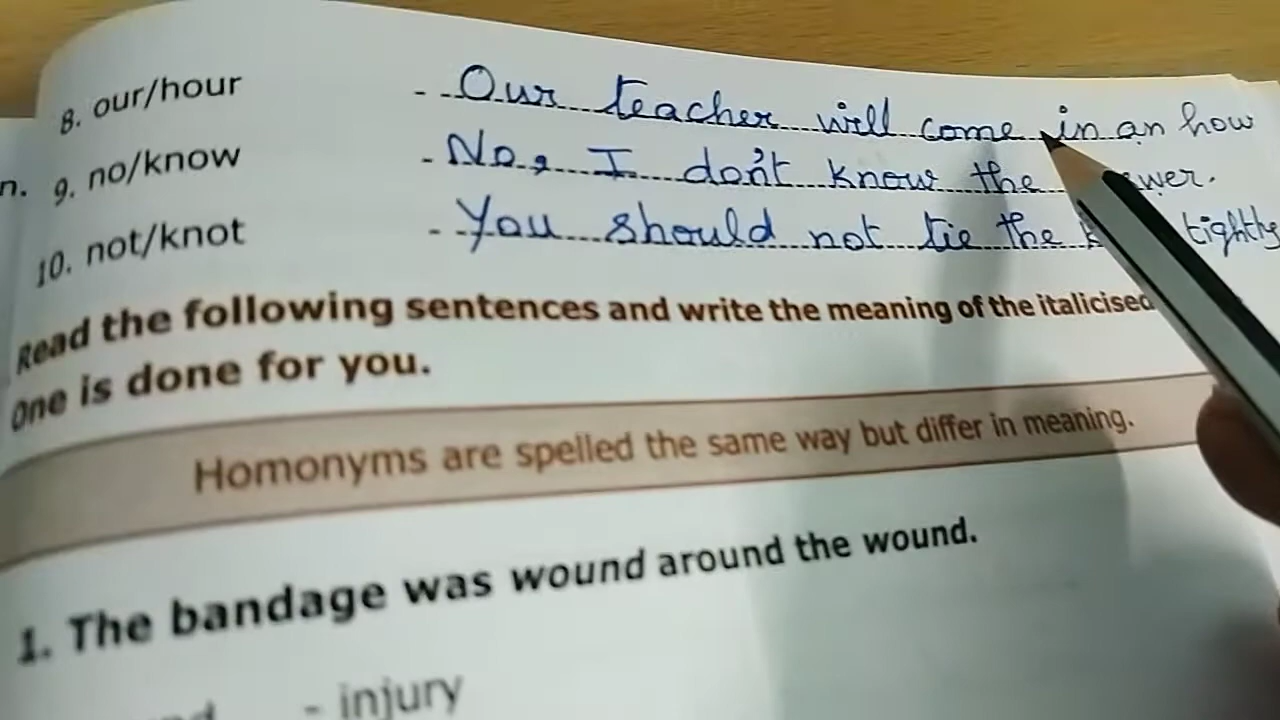 8. our/hour - Our teacher will come in an how
n. 9. no/know - No, I don't know the wer.
10. not/knot - You should not tie the tightly
Read the following sentences and write the meaning of the italicised
One is done for you.
Homonyms are spelled the same way but differ in meaning.
1. The bandage was wound around the wound.
- injury